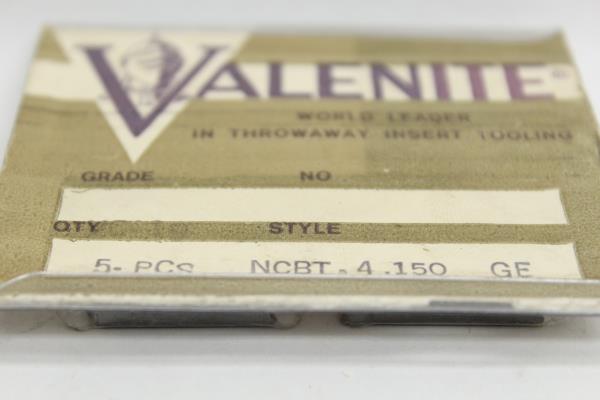 VALENITE®
WORLD LEADER
IN THROWAWAY INSERT TOOLING
GRADE NO
QTY STYLE
5- PCS NCBT. 4.150 GE